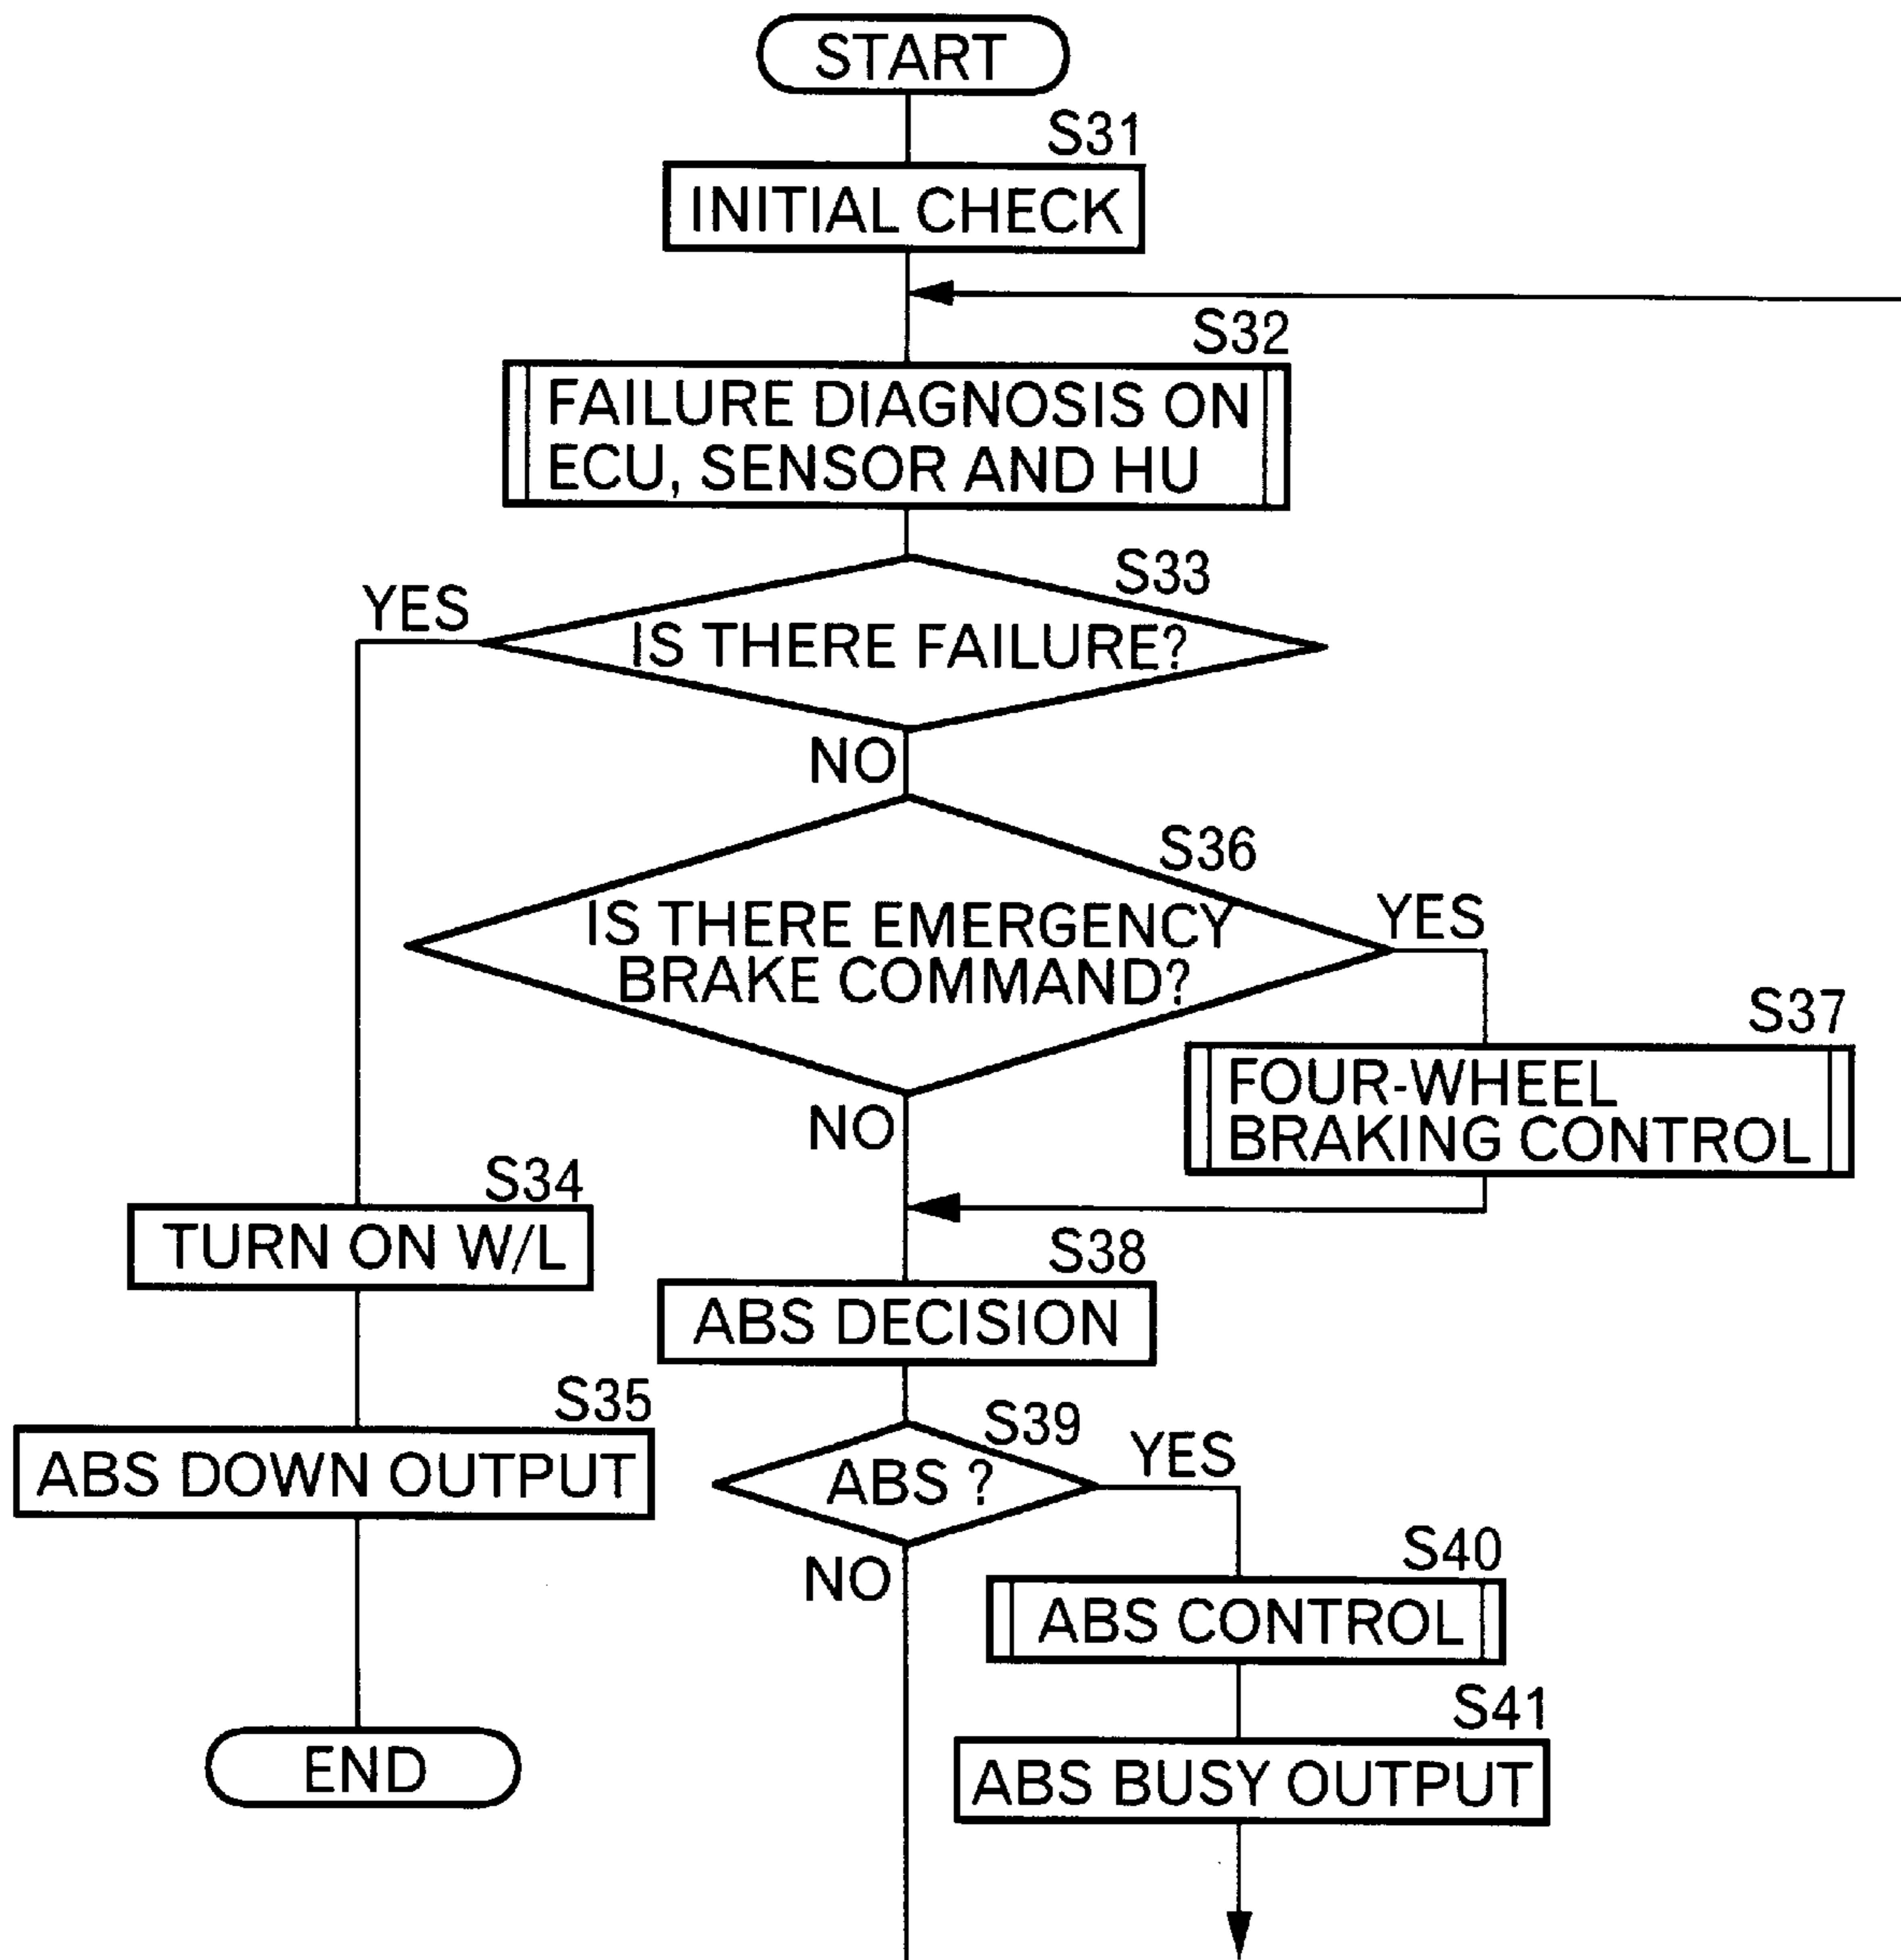 START
S31
INITIAL CHECK
S32
FAILURE DIAGNOSIS ON
ECU, SENSOR AND HU
S33
YES
IS THERE FAILURE?
NO
S36
IS THERE EMERGENCY
BRAKE COMMAND?
YES
S37
FOUR-WHEEL
BRAKING CONTROL
NO
S34
TURN ON W/L
S38
ABS DECISION
S35
ABS DOWN OUTPUT
S39
ABS ?
YES
NO
S40
ABS CONTROL
S41
ABS BUSY OUTPUT
END